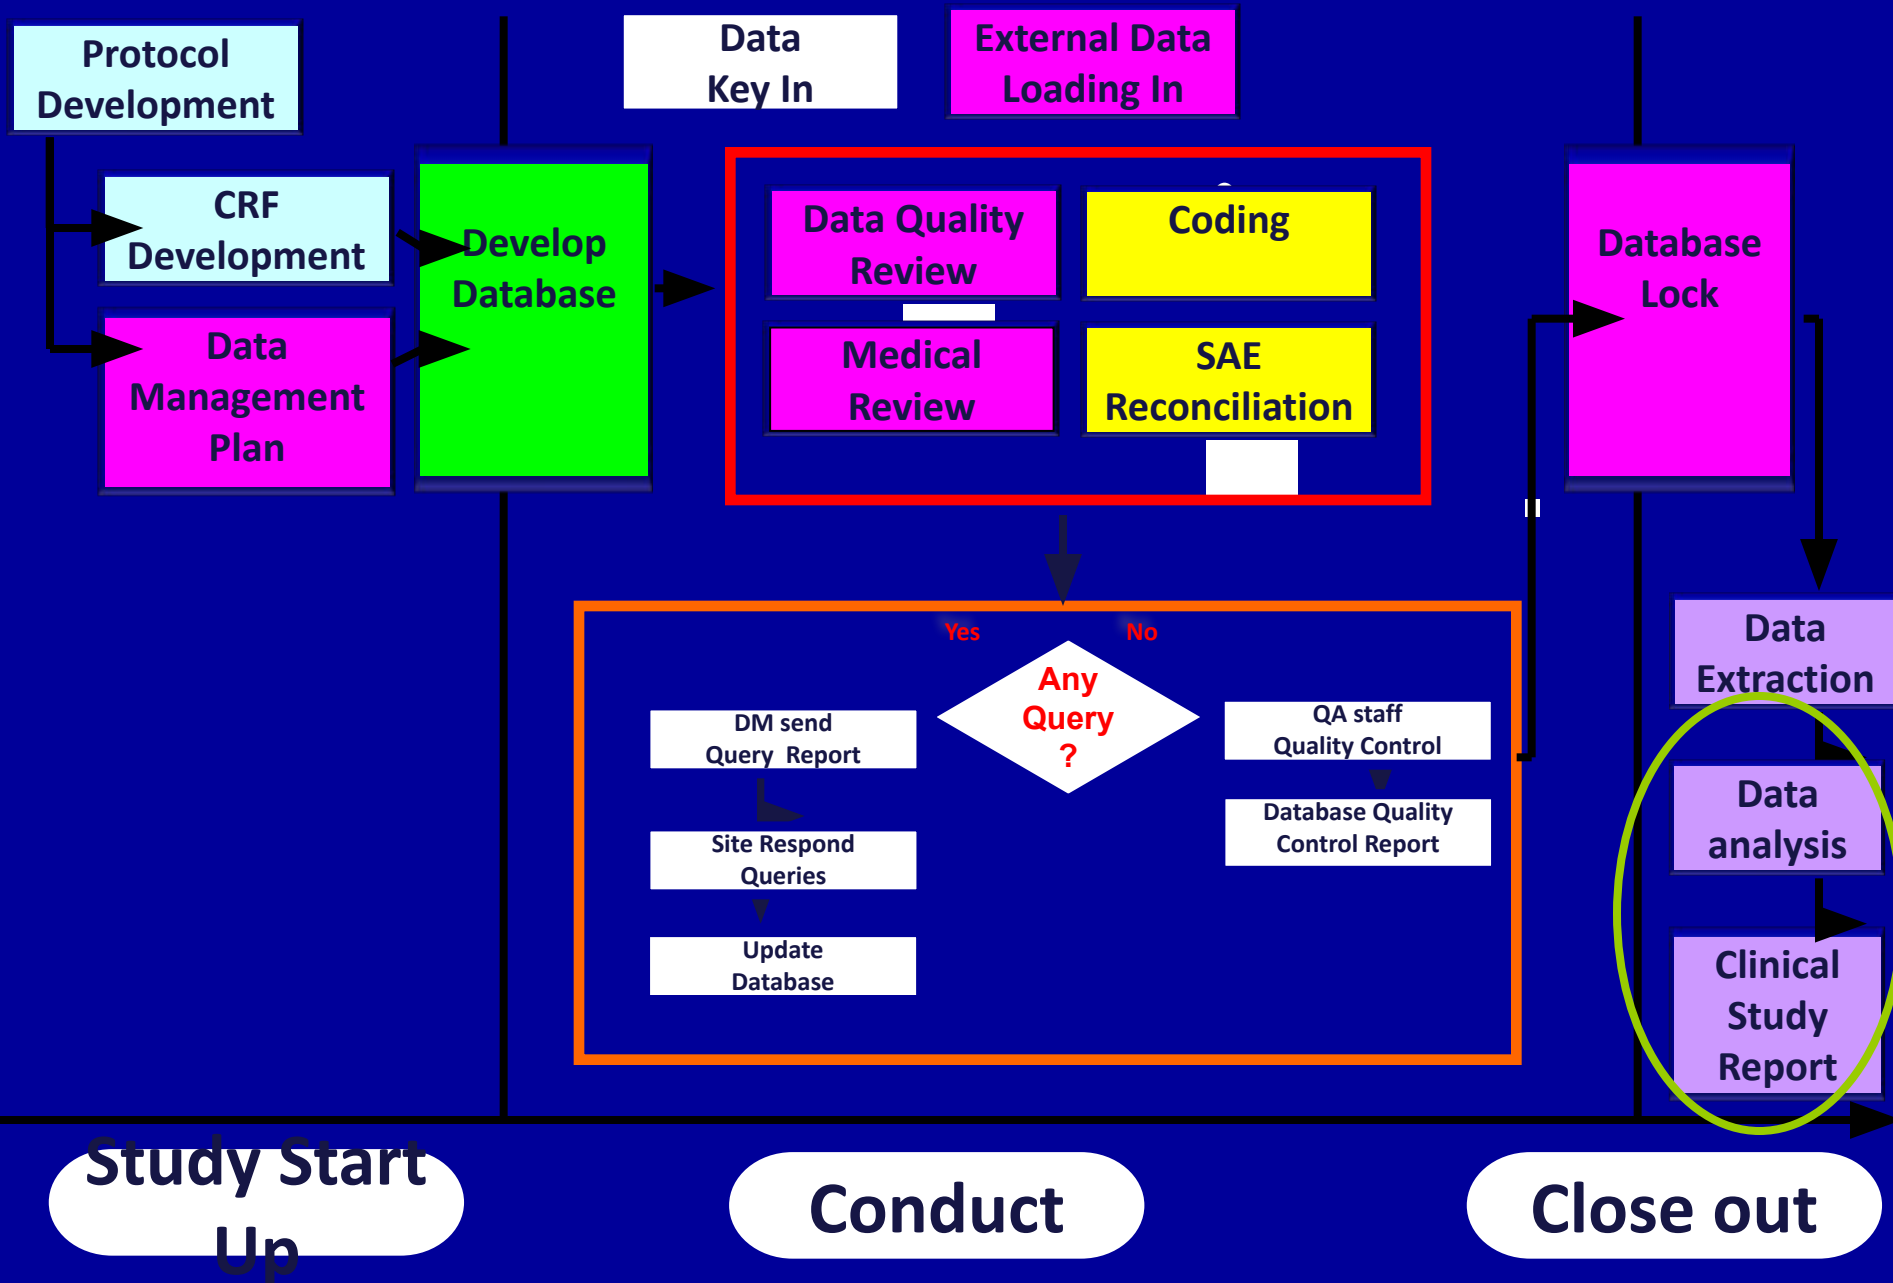 Protocol
Development
CRF
Development
Data
Management
Plan
Develop
Database
Data
Key In
External Data
Loading In
Data Quality
Review
Coding
Medical
Review
SAE
Reconciliation
Yes
No
Any
Query
?
DM send
Query  Report
Site Respond
Queries
Update
Database
QA staff
Quality Control
Database Quality
Control Report
Database
Lock
Data
Extraction
Data
analysis
Clinical
Study
Report
Study Start
Up
Conduct
Close out